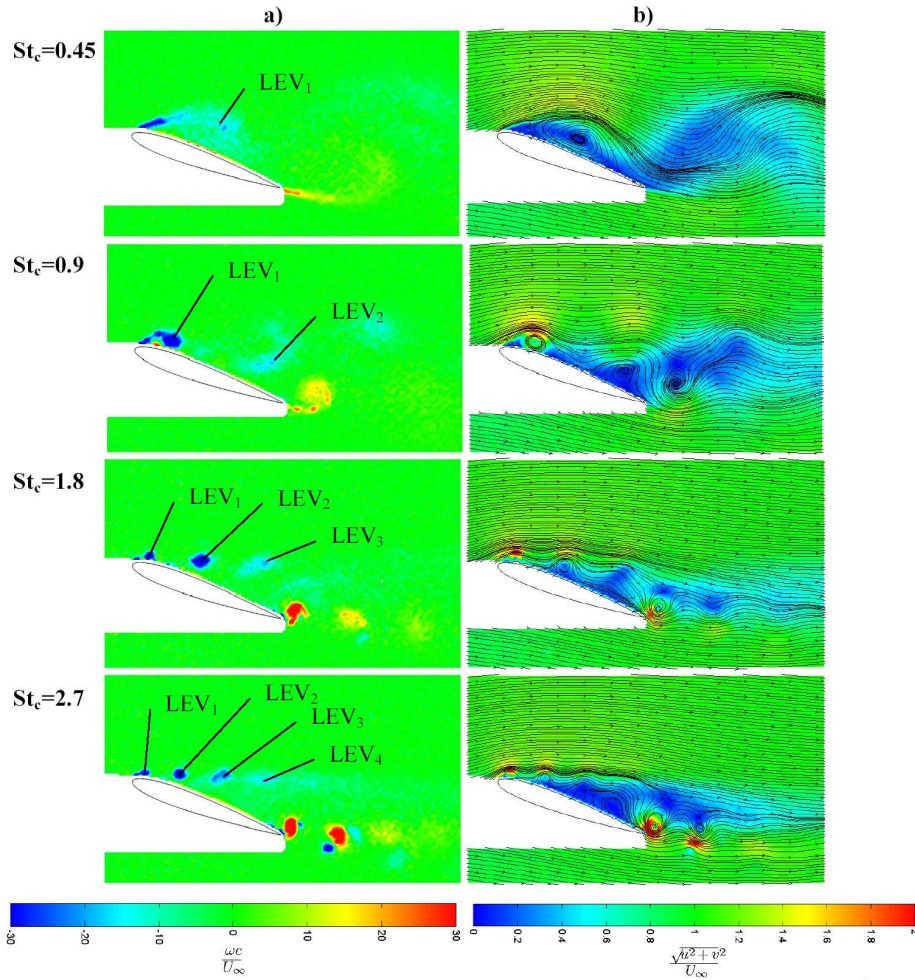 a) b)
St_c=0.45
LEV_1
St_c=0.9
LEV_1
LEV_2
St_c=1.8
LEV_1 LEV_2
LEV_3
St_c=2.7
LEV_1 LEV_2
LEV_3
LEV_4
-30 -20 -10 0 10 20 30
0 0.2 0.4 0.6 0.8 1 1.2 1.4 1.6 1.8 2
ωc
U_∞
√u^2 + v^2
U_∞